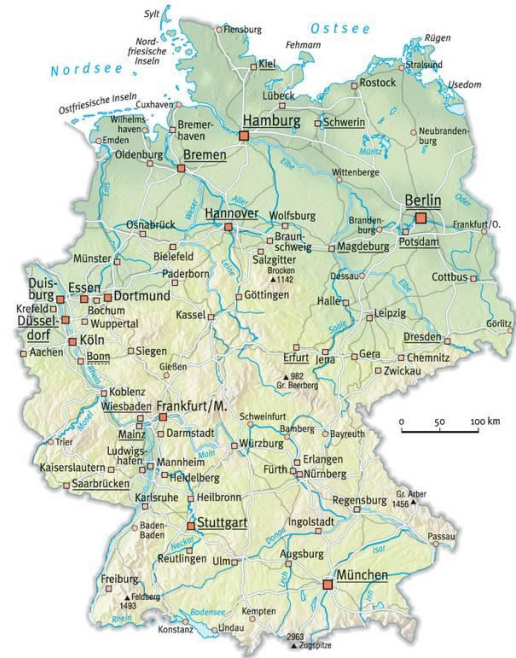 Sylt
Flensburg
Ostsee
Rügen
Nord-
friesische
Inseln
Fehmarn
Stralsund
Kiel
Nordsee
Rostock
Usedom
Ostfriesische Inseln
Cuxhaven
Lübeck
Wilhelms-
haven
Bremer-
haven
Hamburg
Schwerin
Neubranden-
burg
Emden
Müritz
Oldenburg
Bremen
Elbe
Wittenberge
Ems
Weser
Aller
Berlin
Oder
Osnabrück
Hannover
Wolfsburg
Branden-
burg
Frankfurt/O.
Braun-
schweig
Potsdam
Magdeburg
Münster
Bielefeld
Salzgitter
Brocken
1142
Paderborn
Leine
Dessau
Cottbus
Duis-
burg
Essen
Dortmund
Göttingen
Halle
Elbe
Krefeld
Bochum
Düssel-
dorf
Wuppertal
Kassel
Saale
Leipzig
Görlitz
Köln
Dresden
Aachen
Siegen
Erfurt
Jena
Gera
Chemnitz
Bonn
Zwickau
Rhein
Gießen
982
Gr. Beerberg
Koblenz
Wiesbaden
Frankfurt/M.
Schweinfurt
Mosel
Bamberg
Bayreuth
0
50
100 km
Mainz
Darmstadt
Main
Trier
Würzburg
Ludwigs-
hafen
Erlangen
Kaiserslautern
Mannheim
Fürth
Nürnberg
Heidelberg
Saarbrücken
Gr. Arber
1456
Karlsruhe
Heilbronn
Regensburg
Baden-
Baden
Stuttgart
Ingolstadt
Passau
Donau
Neckar
Isar
Reutlingen
Ulm
Augsburg
Lech
München
Inn
Freiburg
Feldberg
1493
Bodensee
Kempten
Rhein
Konstanz
Lindau
2963
Zugspitze